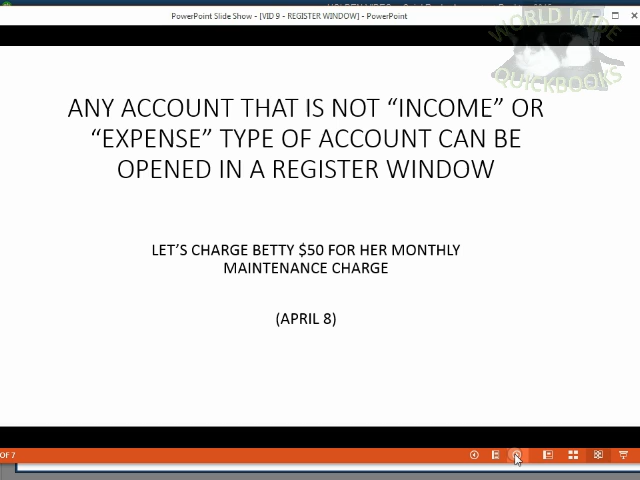 PowerPoint Slide Show - [VID 9 - REGISTER WINDOW] - PowerPoint
WORLD WIDE
QUICKBOOKS
ANY ACCOUNT THAT IS NOT “INCOME” OR
“EXPENSE” TYPE OF ACCOUNT CAN BE
OPENED IN A REGISTER WINDOW
LET’S CHARGE BETTY $50 FOR HER MONTHLY
MAINTENANCE CHARGE
(APRIL 8)
OF 7